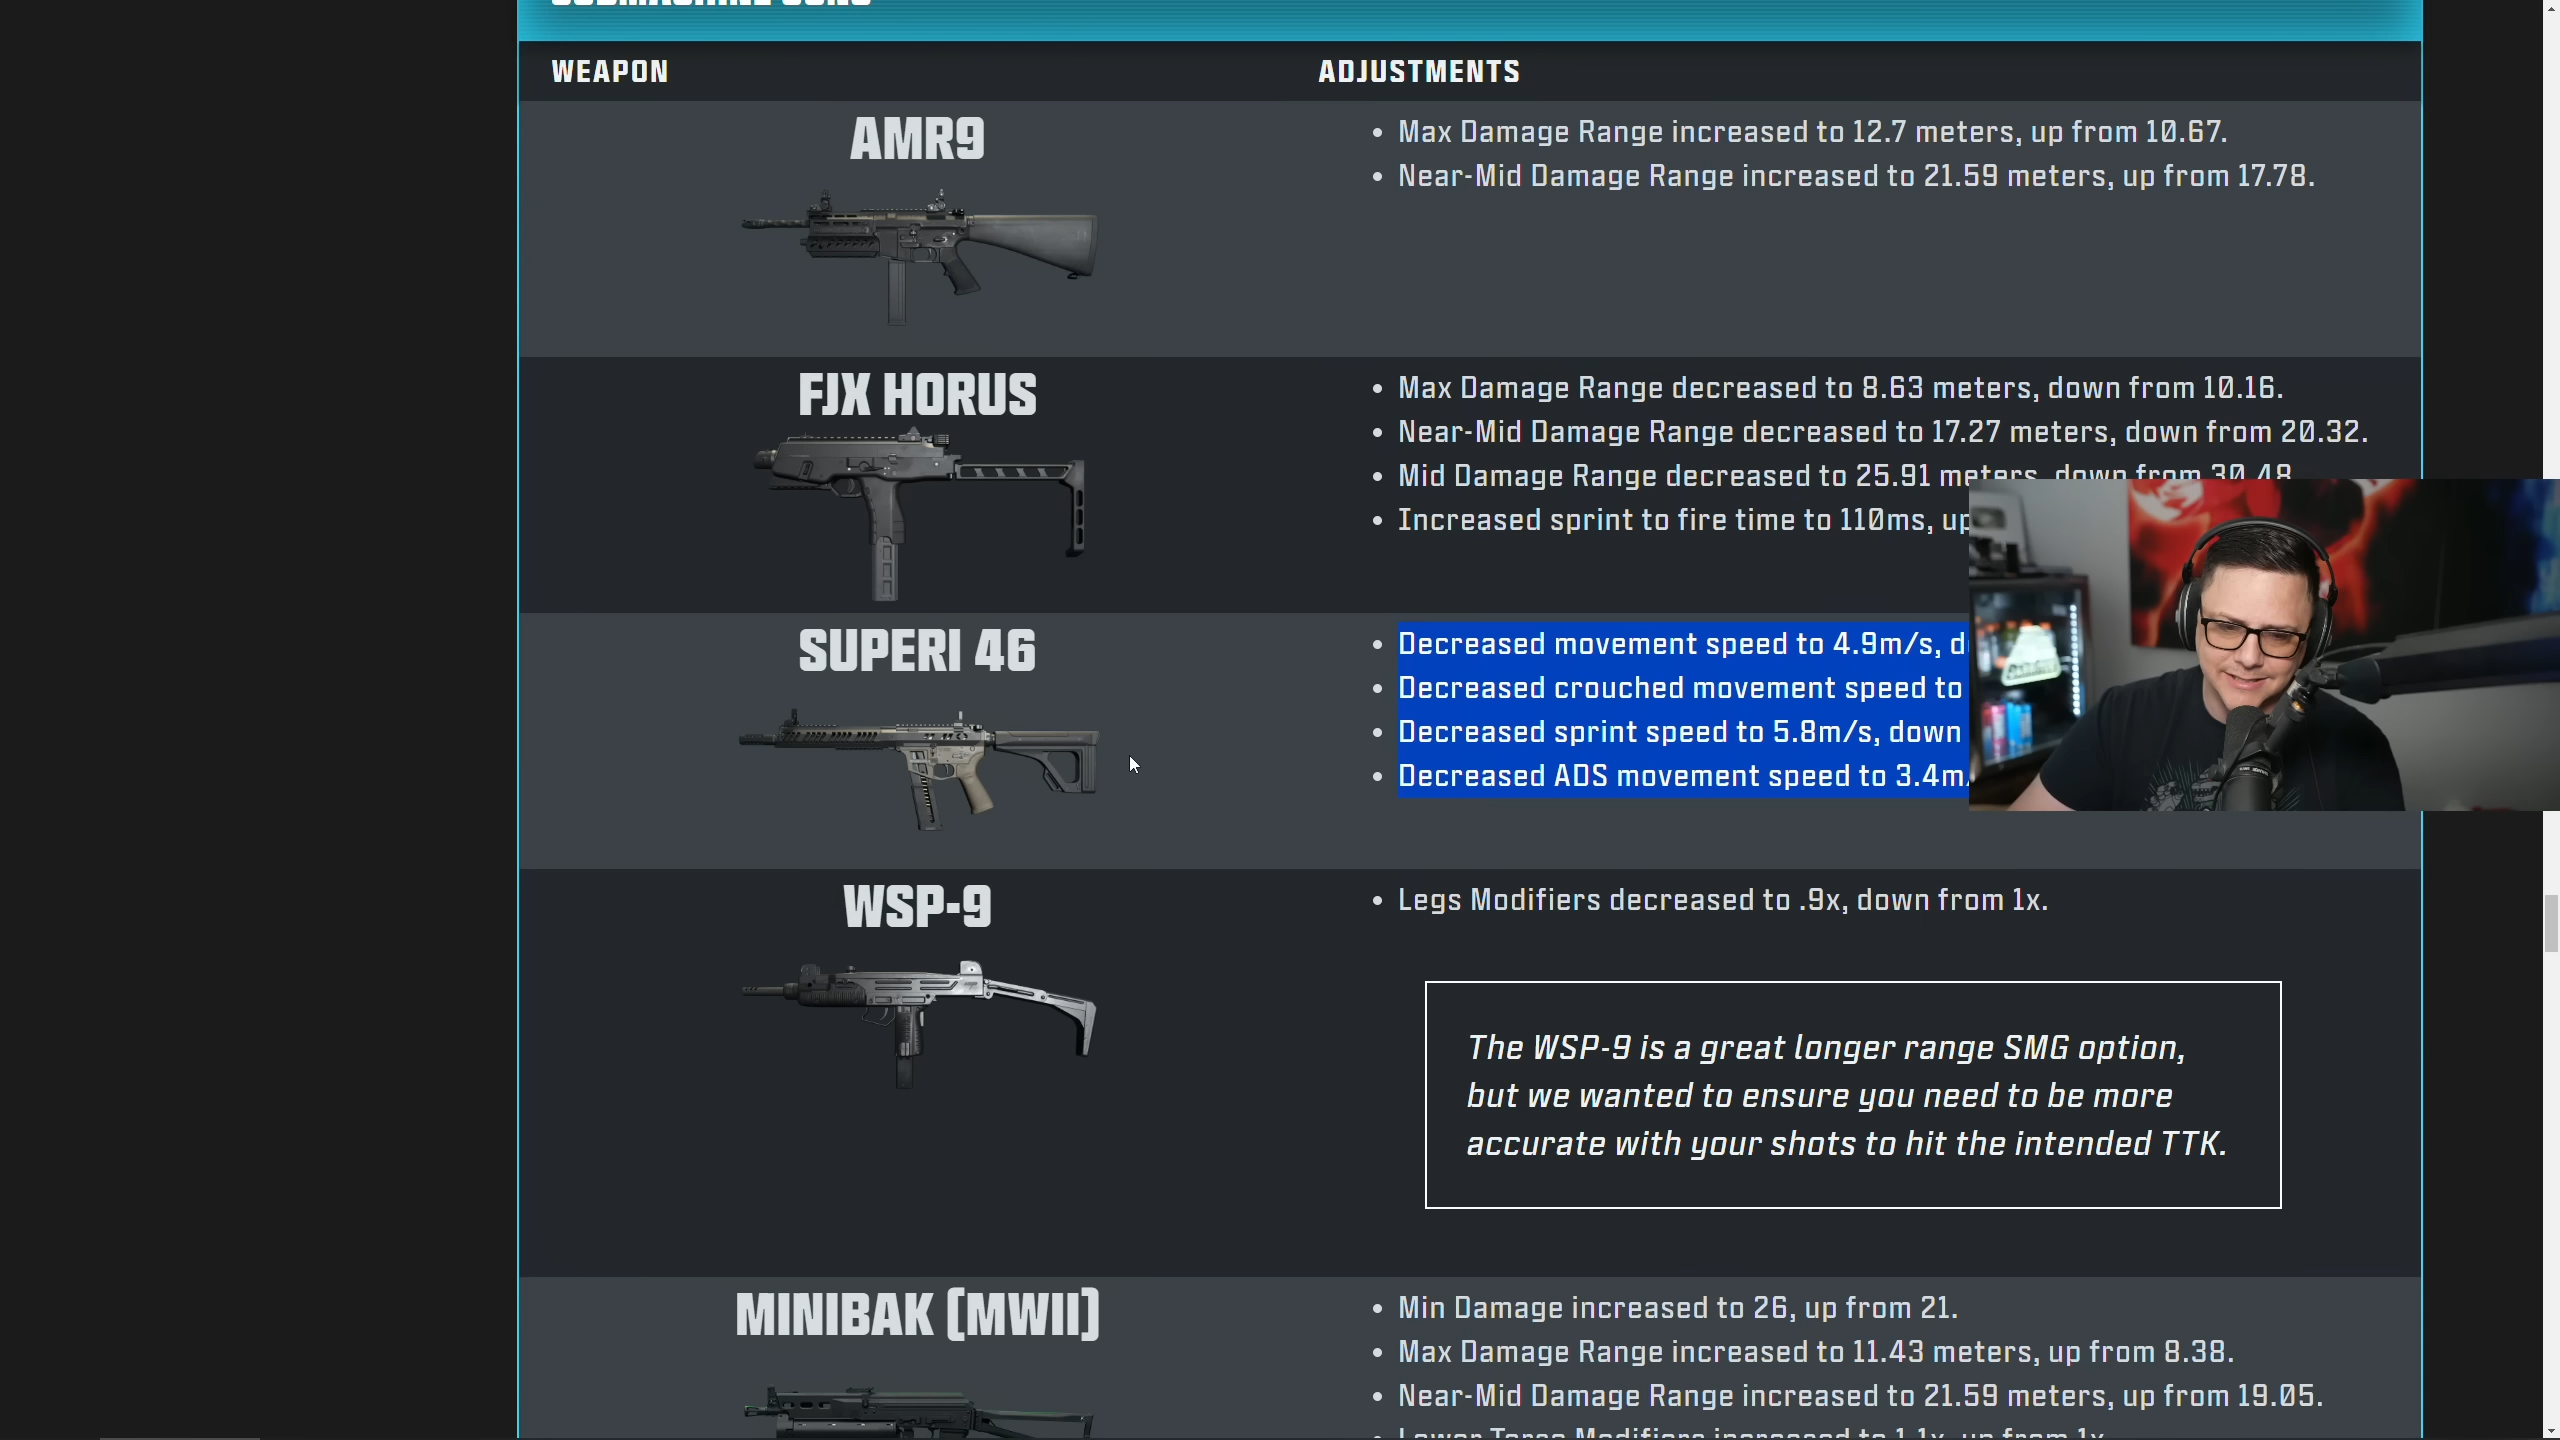 WEAPON
ADJUSTMENTS
AMR9
Max Damage Range increased to 12.7 meters, up from 10.67.
Near-Mid Damage Range increased to 21.59 meters, up from 17.78.
FJX HORUS
Max Damage Range decreased to 8.63 meters, down from 10.16.
Near-Mid Damage Range decreased to 17.27 meters, down from 20.32.
Mid Damage Range decreased to 25.91 meters, down from 30.48
Increased sprint to fire time to 110ms, up
SUPERI 46
Decreased movement speed to 4.9m/s,
Decreased crouched movement speed to
Decreased sprint speed to 5.8m/s, down
Decreased ADS movement speed to 3.4m/
WSP-9
Legs Modifiers decreased to .9x, down from 1x.
The WSP-9 is a great longer range SMG option,
but we wanted to ensure you need to be more
accurate with your shots to hit the intended TTK.
MINIBAK (MWII)
Min Damage increased to 26, up from 21.
Max Damage Range increased to 11.43 meters, up from 8.38.
Near-Mid Damage Range increased to 21.59 meters, up from 19.05.